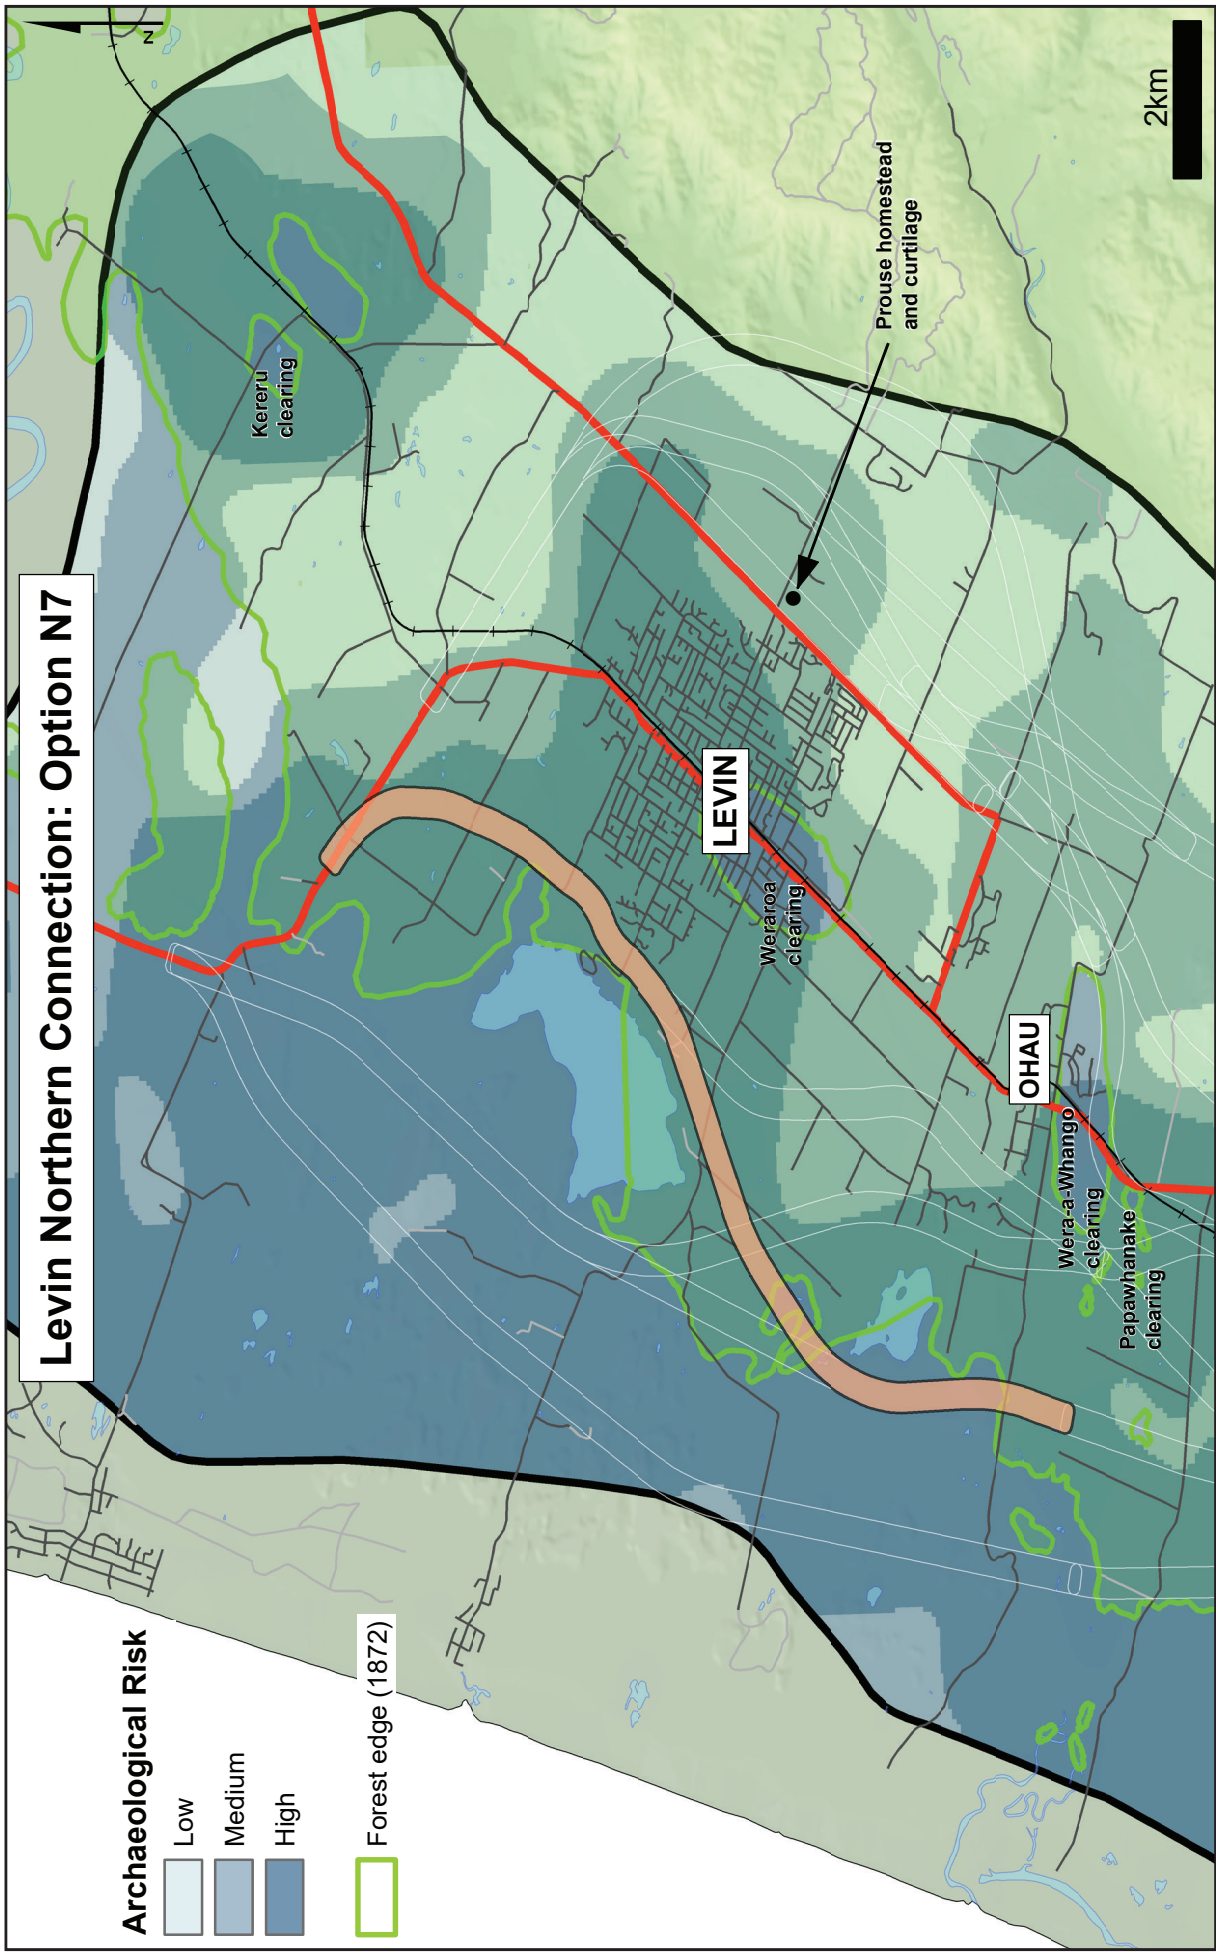 Levin Northern Connection: Option N7
N
Archaeological Risk
Low
Medium
High
Forest edge (1872)
Kereru
clearing
Prouse homestead
and curtilage
2km
LEVIN
Weraroa
clearing
OHAU
Wera-a-Whango
clearing
Papawhanake
clearing